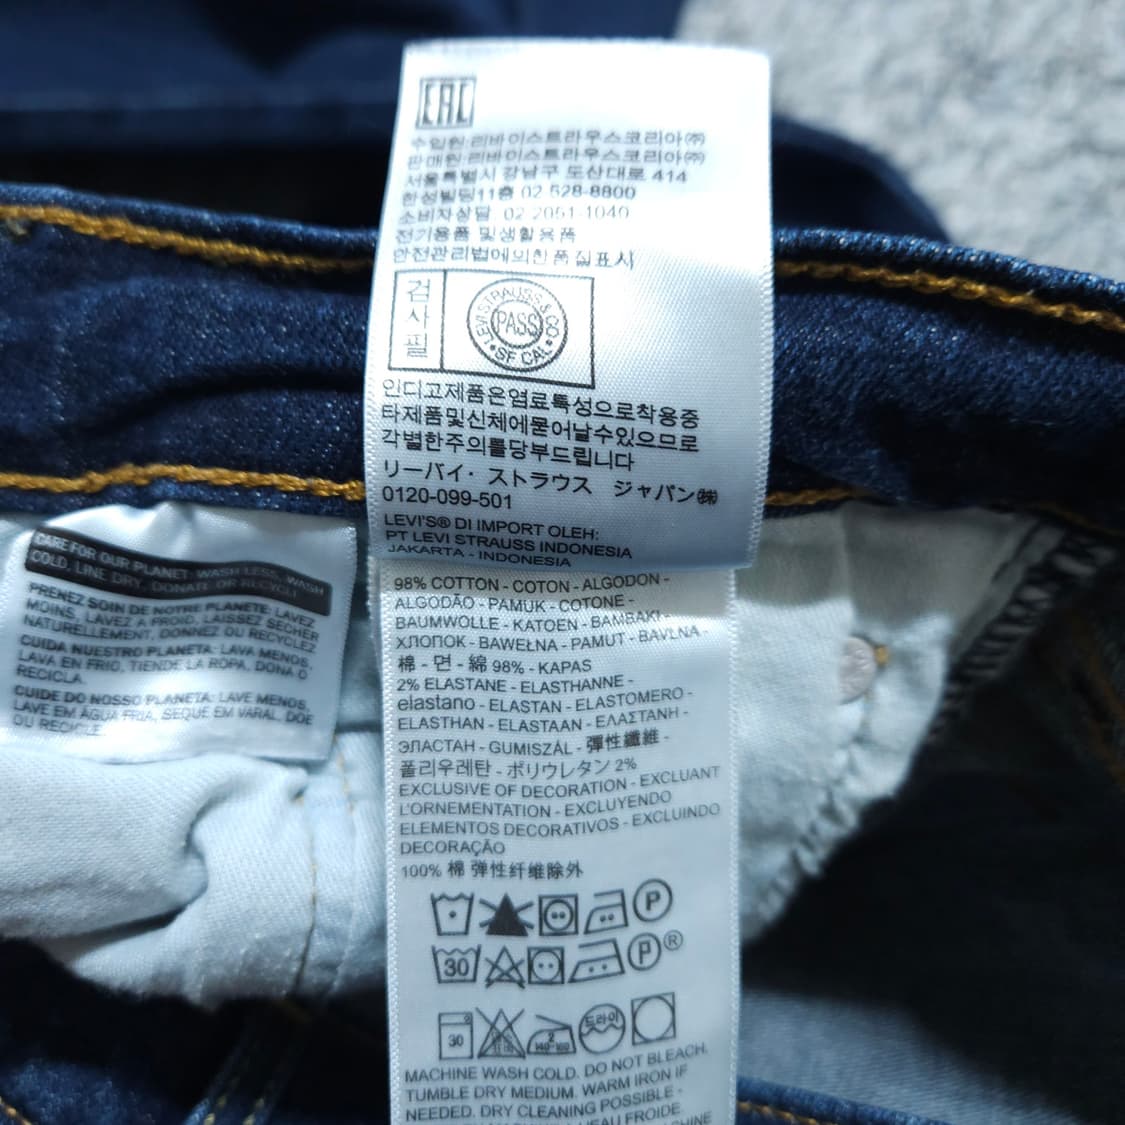 EAC
수입원:리바이스트라우스코리아㈜
판매원:리바이스트라우스코리아㈜
서울특별시 강남구 도산대로 414
한성빌딩11층 02 528-8800
소비자상담. 02 2051-1040
전기용품 및생활용품
안전관리법에의한품질표시
검사필
LEVI STRAUSS & CO
PASS
SF CAL
인디고제품은염료특성으로착용중
타제품및신체에묻어날수있으므로
각별한주의를당부드립니다
リーバイ・ストラウス ジャパン㈱
0120-099-501
LEVI'S® DI IMPORT OLEH:
PT LEVI STRAUSS INDONESIA
JAKARTA - INDONESIA
98% COTTON - COTON - ALGODON -
ALGODÃO - PAMUK - COTONE -
BAUMWOLLE - KATOEN - BAMBAKI -
ХЛОПОК - BAWEŁNA - PAMUT - BAVLNA -
棉 - 면 - 綿 98% - KAPAS
2% ELASTANE - ELASTHANNE -
elastano - ELASTAN - ELASTOMERO -
ELASTHAN - ELASTAAN - ΕΛΑΣΤΑΝΗ -
ЭЛАСТАН - GUMISZÁL - 彈性纖維 -
폴리우레탄 - ポリウレタン 2%
EXCLUSIVE OF DECORATION - EXCLUANT
L'ORNEMENTATION - EXCLUYENDO
ELEMENTOS DECORATIVOS - EXCLUINDO
DECORAÇÃO
100% 棉 弹性纤维除外
P
30 P®
30 2 140-160 드라이
MACHINE WASH COLD. DO NOT BLEACH.
TUMBLE DRY MEDIUM. WARM IRON IF
NEEDED. DRY CLEANING POSSIBLE -
L'EAU FROIDE.
MACHINE
CARE FOR OUR PLANET: WASH LESS, WASH
COLD, LINE DRY, DONATE OR RECYCLE
PRENEZ SOIN DE NOTRE PLANETE: LAVEZ
MOINS, LAVEZ A FROID, LAISSEZ SÉCHER
NATURELLEMENT, DONNEZ OU RECYCLEZ
CUIDA NUESTRO PLANETA: LAVA MENOS,
LAVA EN FRIO, TIENDE LA ROPA, DONA O
RECICLA.
CUIDE DO NOSSO PLANETA: LAVE MENOS,
LAVE EM ÁGUA FRIA, SEQUE EM VARAL, DOE
OU RECICLE